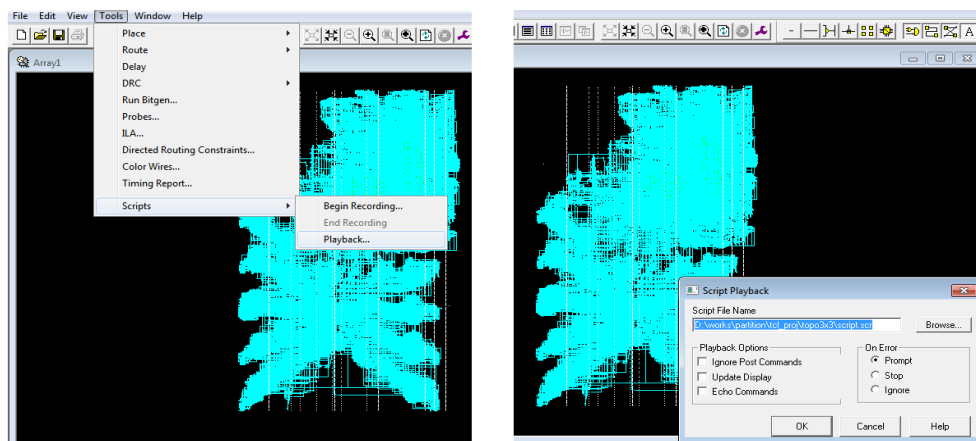 File Edit View Tools Window Help
Array1
Place
Route
Delay
DRC
Run Bitgen...
Probes...
ILA...
Directed Routing Constraints...
Color Wires...
Timing Report...
Scripts
Begin Recording...
End Recording
Playback...
A
Script Playback
Script File Name
D:\works\partition\tcl_proj\topo3x3\script.scr
Browse...
Playback Options
Ignore Post Commands
Update Display
Echo Commands
On Error
Prompt
Stop
Ignore
OK Cancel Help